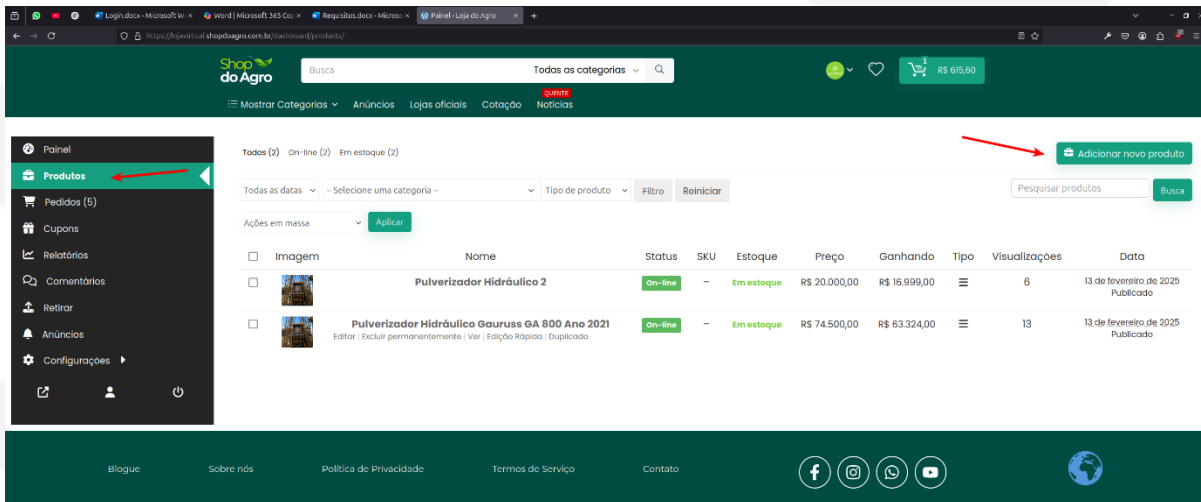 Login.docx - Microsoft W
Word | Microsoft 365 Cop
Requisitos.docx - Microso
Painel - Loja do Agro
https://lojavirtual.shopdoagro.com.br/dashboard/products/
Shop
do Agro
Busca
Todas as categorias
1
R$ 615,60
QUENTE
Mostrar Categorias
Anúncios
Lojas oficiais
Cotação
Notícias
Painel
Produtos
Pedidos (5)
Cupons
Relatórios
Comentários
Retirar
Anúncios
Configurações
Todos (2) On-line (2) Em estoque (2)
Adicionar novo produto
Todas as datas
– Selecione uma categoria –
Tipo de produto
Filtro
Reiniciar
Pesquisar produtos
Busca
Ações em massa
Aplicar
Imagem Nome Status SKU Estoque Preço Ganhando Tipo Visualizações Data
Pulverizador Hidráulico 2 On-line – Em estoque R$ 20.000,00 R$ 16.999,00 6 13 de fevereiro de 2025
Publicado
Pulverizador Hidráulico Gauruss GA 800 Ano 2021 On-line – Em estoque R$ 74.500,00 R$ 63.324,00 13 13 de fevereiro de 2025
Editar | Excluir permanentemente | Ver | Edição Rápida | Duplicado
Publicado
Blogue
Sobre nós
Política de Privacidade
Termos de Serviço
Contato